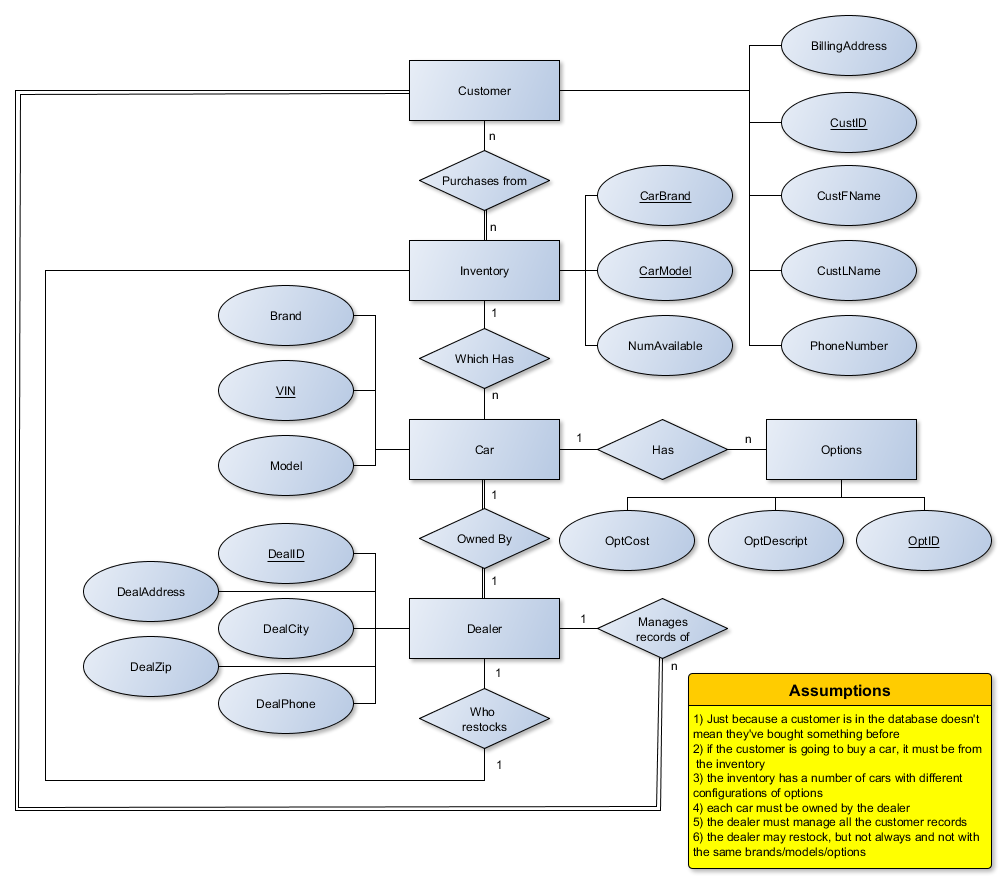 BillingAddress
Customer
CustID
n
Purchases from
CarBrand
CustFName
n
Inventory
CarModel
CustLName
1
Brand
NumAvailable
PhoneNumber
Which Has
VIN
n
1
n
Car
Has
Options
Model
1
Owned By
OptCost
OptDescript
OptID
DealID
1
DealAddress
1
Manages
records of
DealCity
Dealer
DealZip
1
n
DealPhone
Who
restocks
1
Assumptions
1) Just because a customer is in the database doesn't
mean they've bought something before
2) if the customer is going to buy a car, it must be from
the inventory
3) the inventory has a number of cars with different
configurations of options
4) each car must be owned by the dealer
5) the dealer must manage all the customer records
6) the dealer may restock, but not always and not with
the same brands/models/options